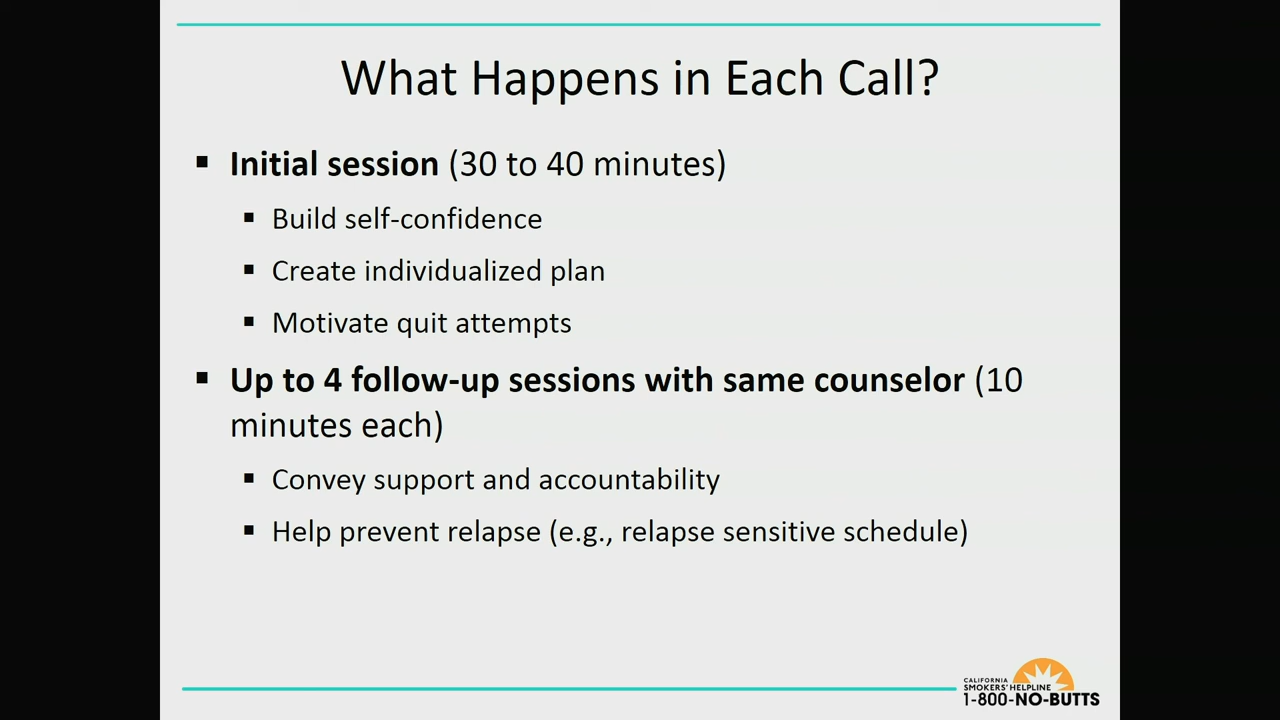 What Happens in Each Call?
▪ Initial session (30 to 40 minutes)
▪ Build self-confidence
▪ Create individualized plan
▪ Motivate quit attempts
▪ Up to 4 follow-up sessions with same counselor (10
minutes each)
▪ Convey support and accountability
▪ Help prevent relapse (e.g., relapse sensitive schedule)
CALIFORNIA
SMOKERS' HELPLINE
1-800-NO-BUTTS